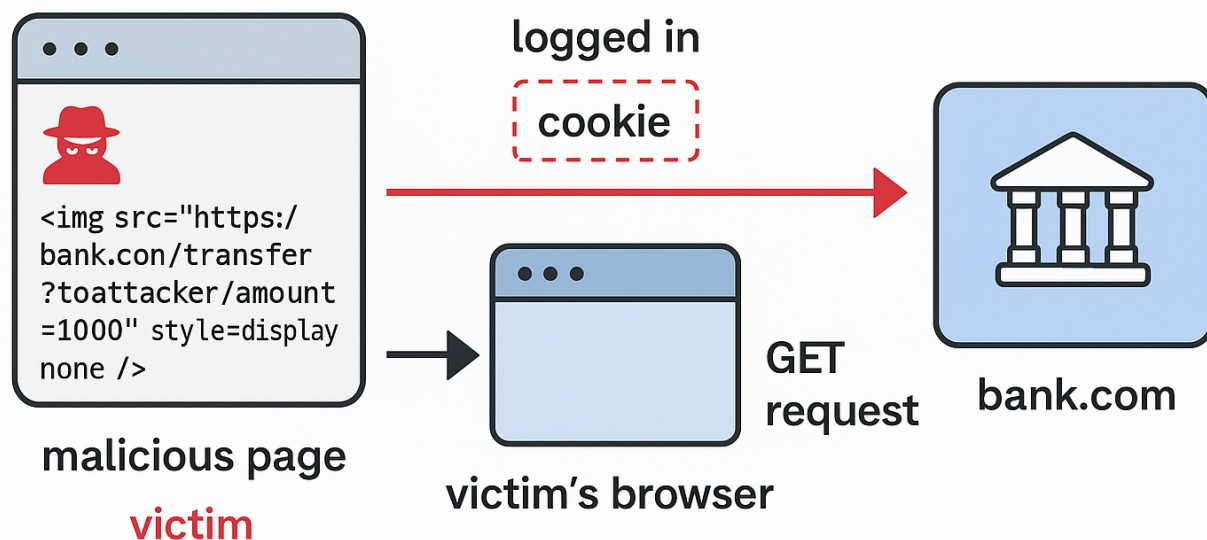 <img src="https:/
bank.con/transfer
?toattacker/amount
=1000" style=display
none />
malicious page
victim
logged in
cookie
victim's browser
GET
request
bank.com